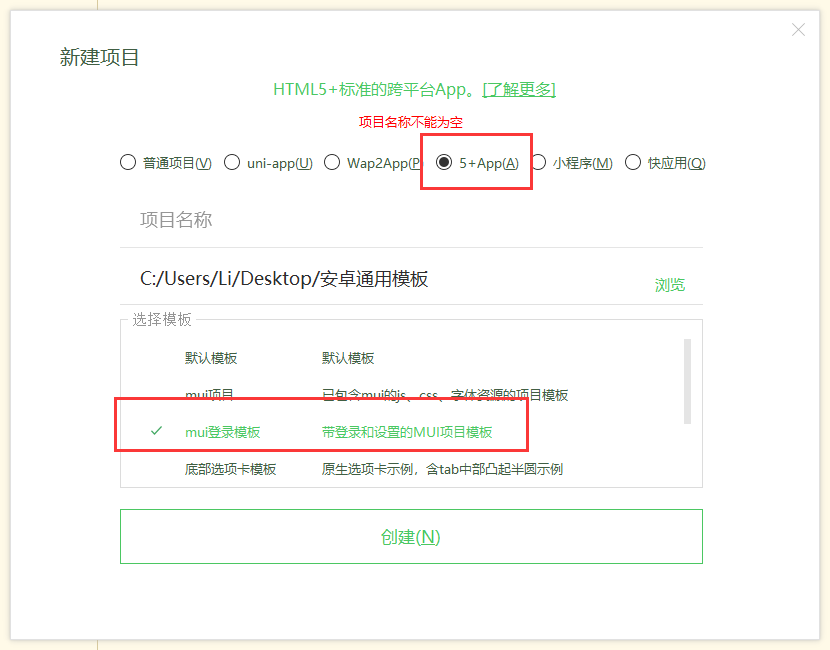 新建项目
HTML5+标准的跨平台App。[了解更多]
项目名称不能为空
普通项目(V) uni-app(U) Wap2App(P 5+App(A) 小程序(M) 快应用(Q)
项目名称
C:/Users/Li/Desktop/安卓通用模板 浏览
选择模板
默认模板 默认模板
mui项目 已包含mui的js、css、字体资源的项目模板
mui登录模板 带登录和设置的MUI项目模板
底部选项卡模板 原生选项卡示例，含tab中部凸起半圆示例
创建(N)